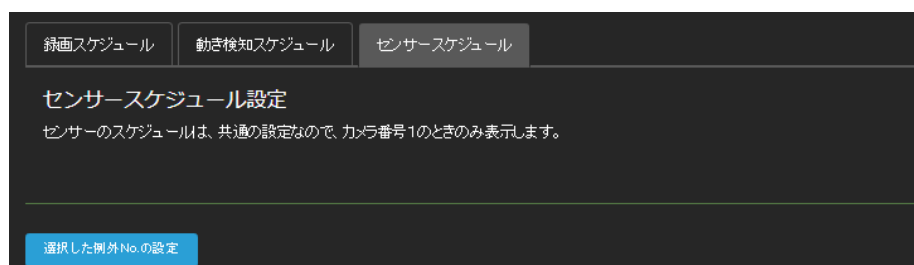 録画スケジュール
動き検知スケジュール
センサースケジュール
センサースケジュール設定
センサーのスケジュールは、共通の設定なので、カメラ番号1のときのみ表示します。
選択した例外No.の設定